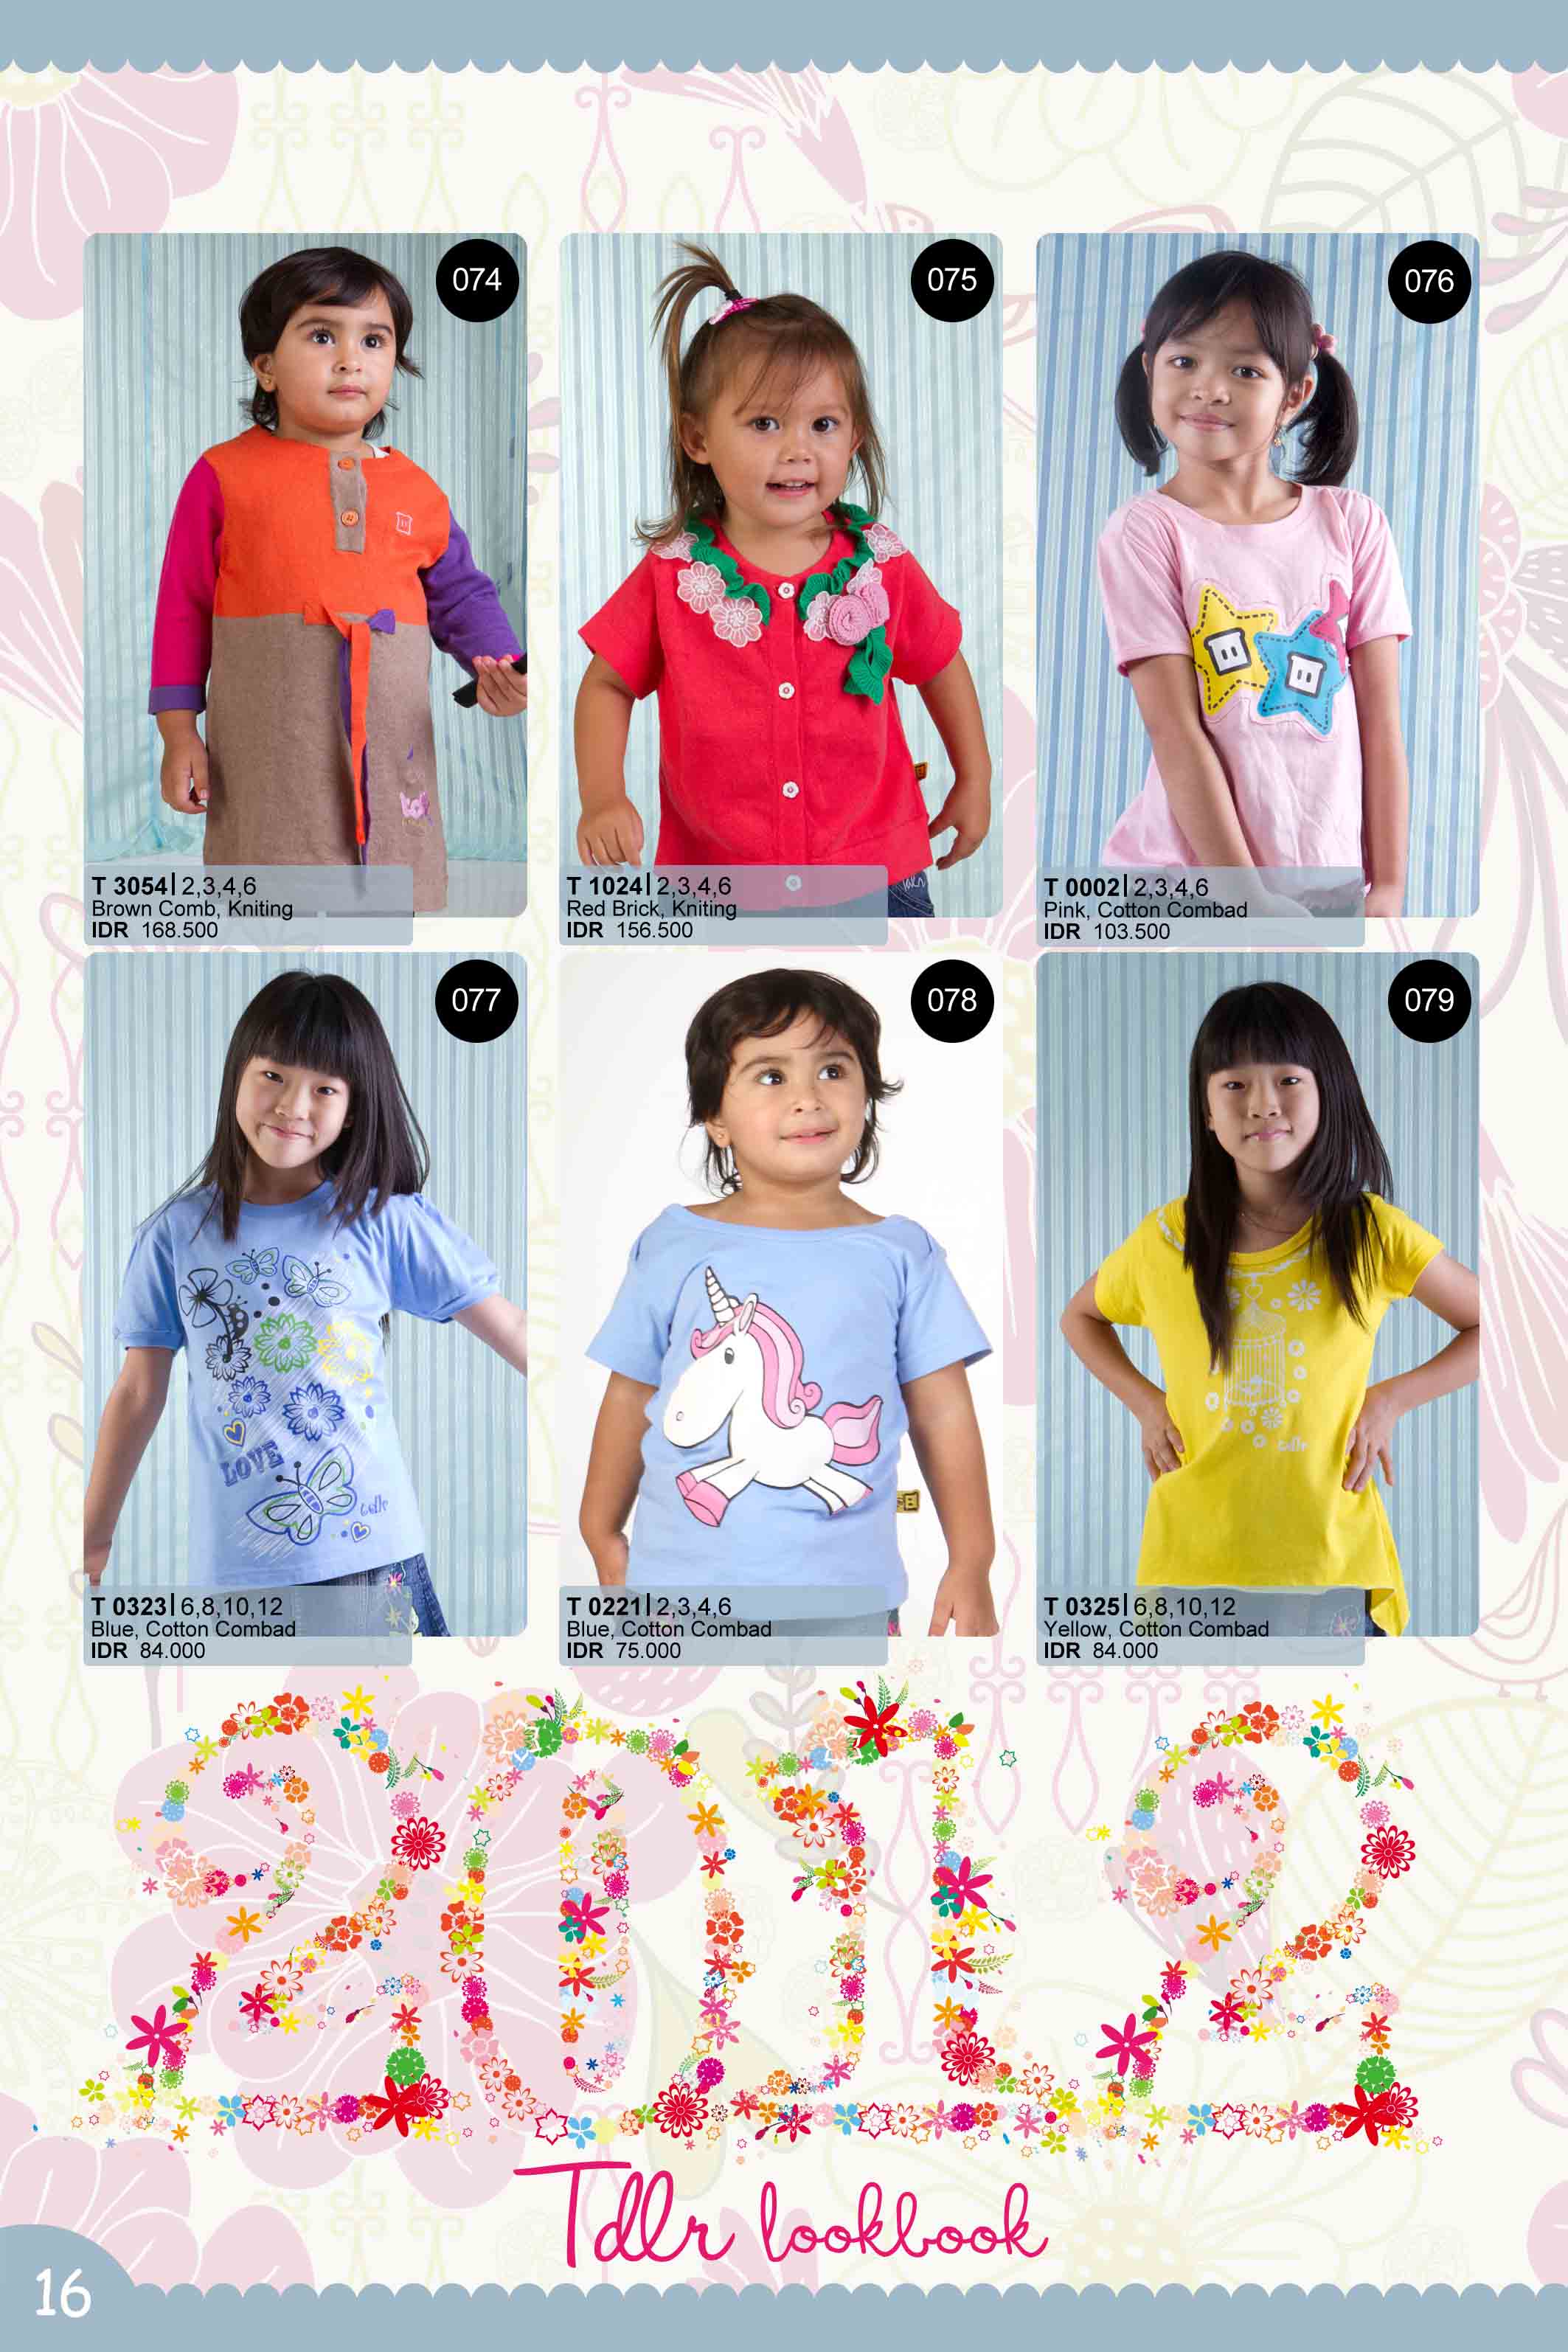 074
T 3054| 2,3,4,6
Brown Comb, Kniting
IDR 168.500
075
T 1024| 2,3,4,6
Red Brick, Kniting
IDR 156.500
076
T 0002| 2,3,4,6
Pink, Cotton Combad
IDR 103.500
077
LOVE
T 0323| 6,8,10,12
Blue, Cotton Combad
IDR 84.000
078
T 0221| 2,3,4,6
Blue, Cotton Combad
IDR 75.000
079
T 0325| 6,8,10,12
Yellow, Cotton Combad
IDR 84.000
2012
Tdlr lookbook
16